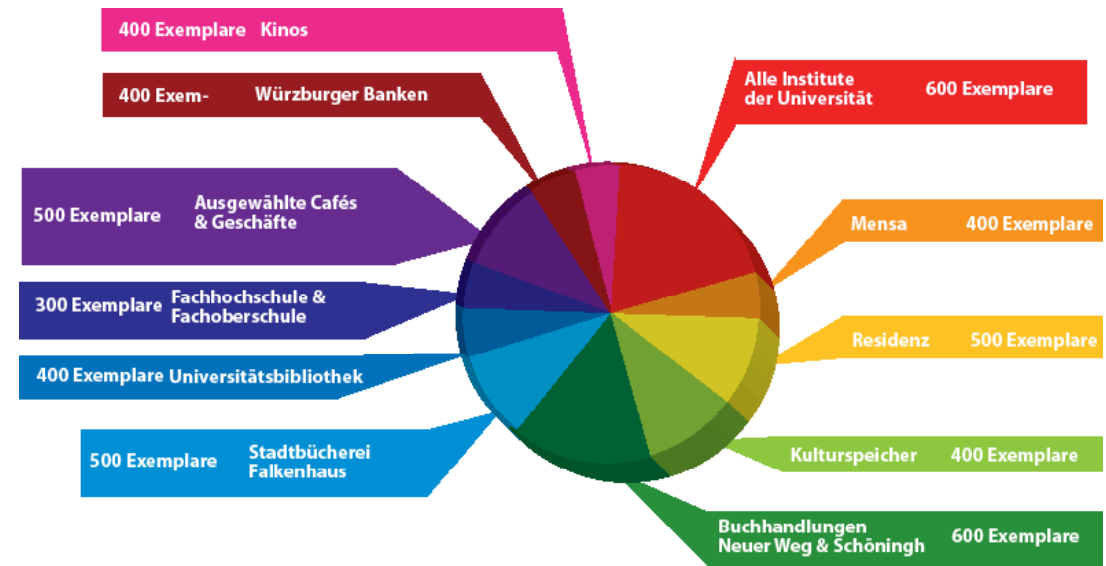 400 Exemplare Kinos
400 Exem- Würzburger Banken
500 Exemplare Ausgewählte Cafés
& Geschäfte
300 Exemplare Fachhochschule &
Fachoberschule
400 Exemplare Universitätsbibliothek
500 Exemplare Stadtbücherei
Falkenhaus
Alle Institute
der Universität 600 Exemplare
Mensa 400 Exemplare
Residenz 500 Exemplare
Kulturspeicher 400 Exemplare
Buchhandlungen
Neuer Weg & Schöningh 600 Exemplare